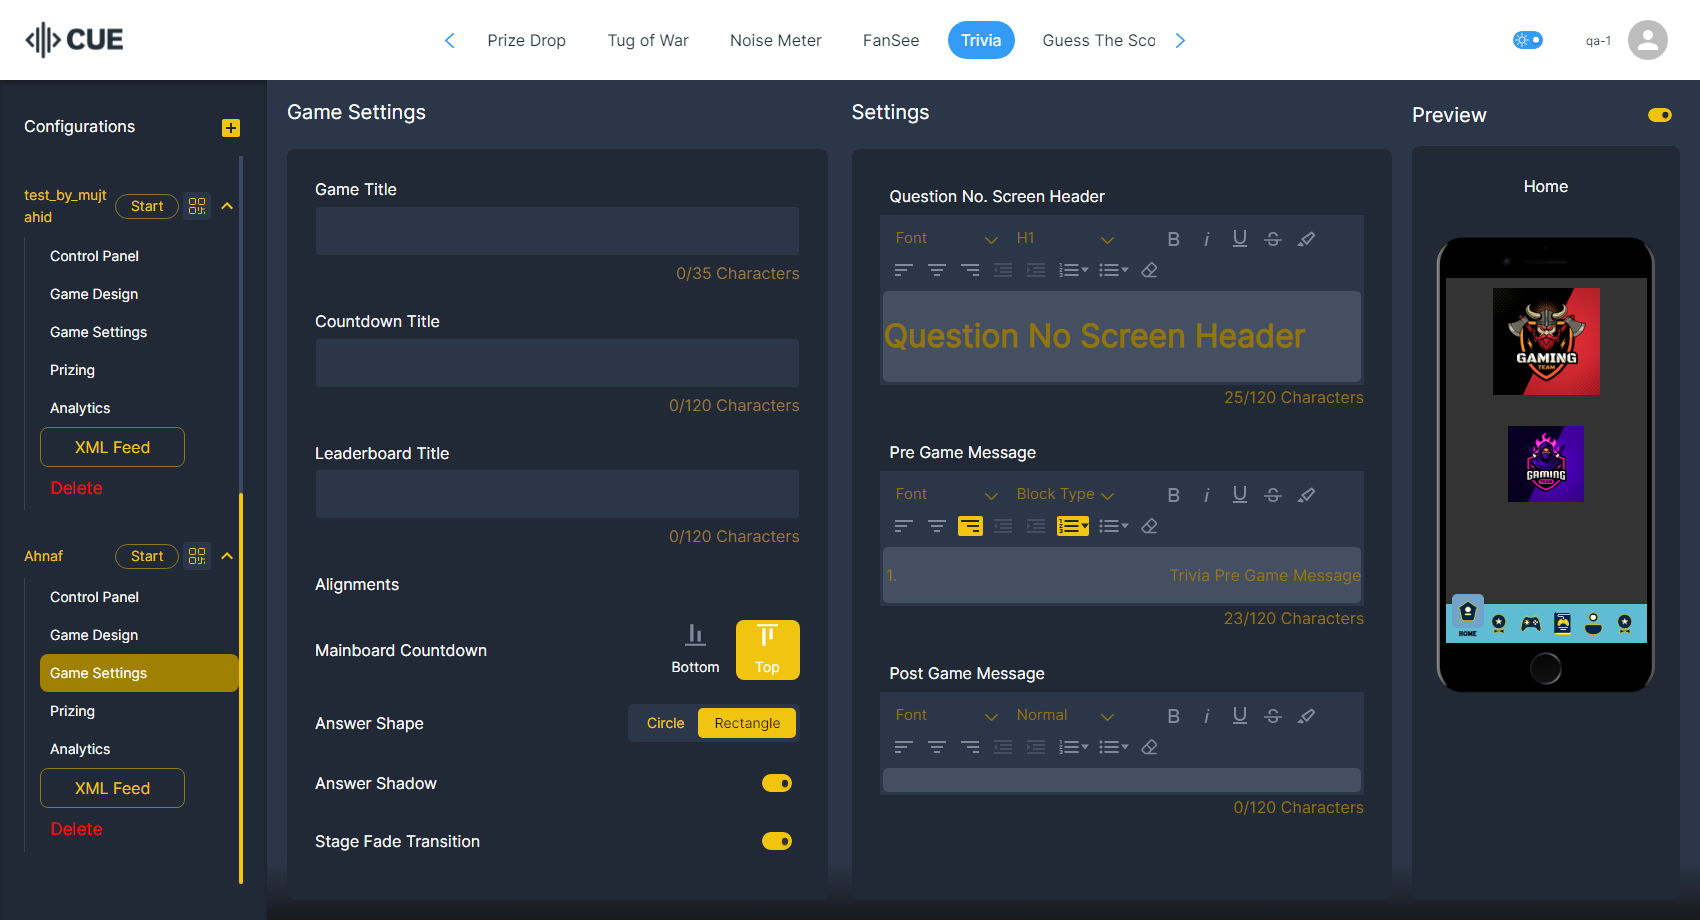 CUE
Prize Drop
Tug of War
Noise Meter
FanSee
Trivia
Guess The Sco
qa-1
Configurations
test_by_mujt
ahid
Start
Control Panel
Game Design
Game Settings
Prizing
Analytics
XML Feed
Delete
Ahnaf
Start
Control Panel
Game Design
Game Settings
Prizing
Analytics
XML Feed
Delete
Game Settings
Game Title
0/35 Characters
Countdown Title
0/120 Characters
Leaderboard Title
0/120 Characters
Alignments
Mainboard Countdown
Bottom
Top
Answer Shape
Circle
Rectangle
Answer Shadow
Stage Fade Transition
Settings
Question No. Screen Header
Font
H1
B i U S
Question No Screen Header
25/120 Characters
Pre Game Message
Font
Block Type
B i U S
1. Trivia Pre Game Message
23/120 Characters
Post Game Message
Font
Normal
B i U S
0/120 Characters
Preview
Home
GAMING
TEAM
GAMING
HOME